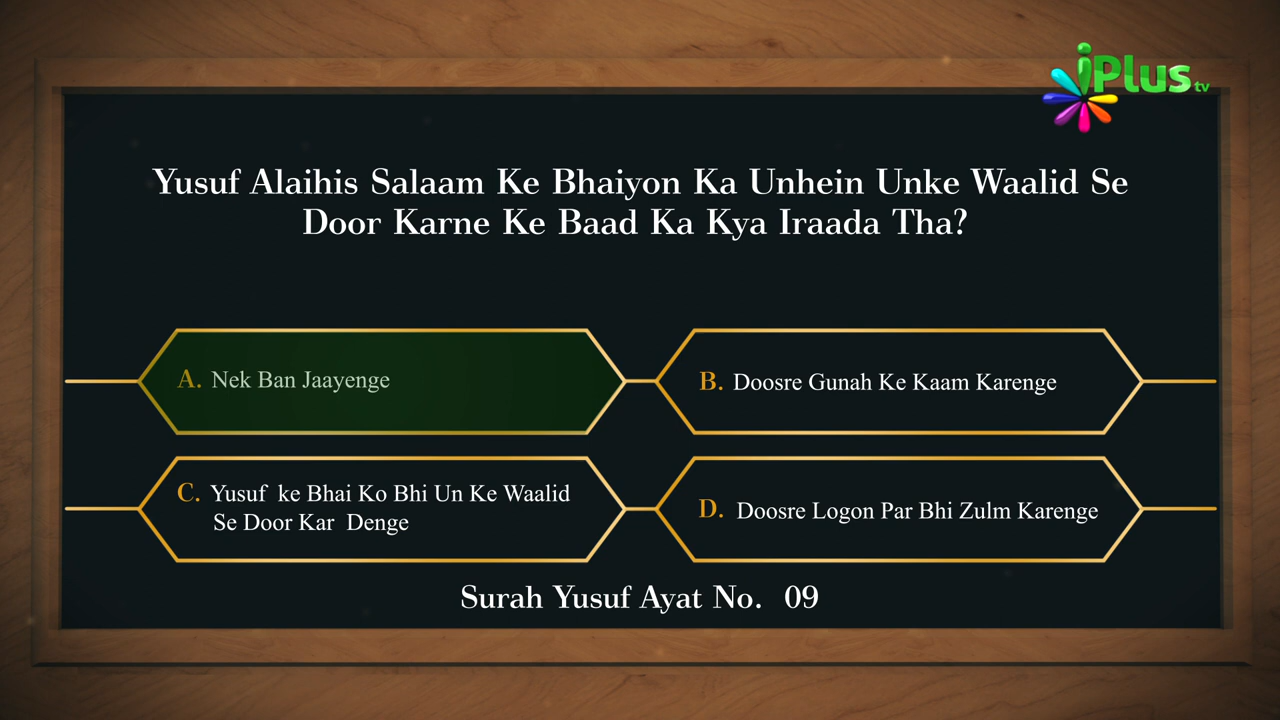 iPlus tv
Yusuf Alaihis Salaam Ke Bhaiyon Ka Unhein Unke Waalid Se
Door Karne Ke Baad Ka Kya Iraada Tha?
A. Nek Ban Jaayenge
B. Doosre Gunah Ke Kaam Karenge
C. Yusuf ke Bhai Ko Bhi Un Ke Waalid
Se Door Kar Denge
D. Doosre Logon Par Bhi Zulm Karenge
Surah Yusuf Ayat No. 09